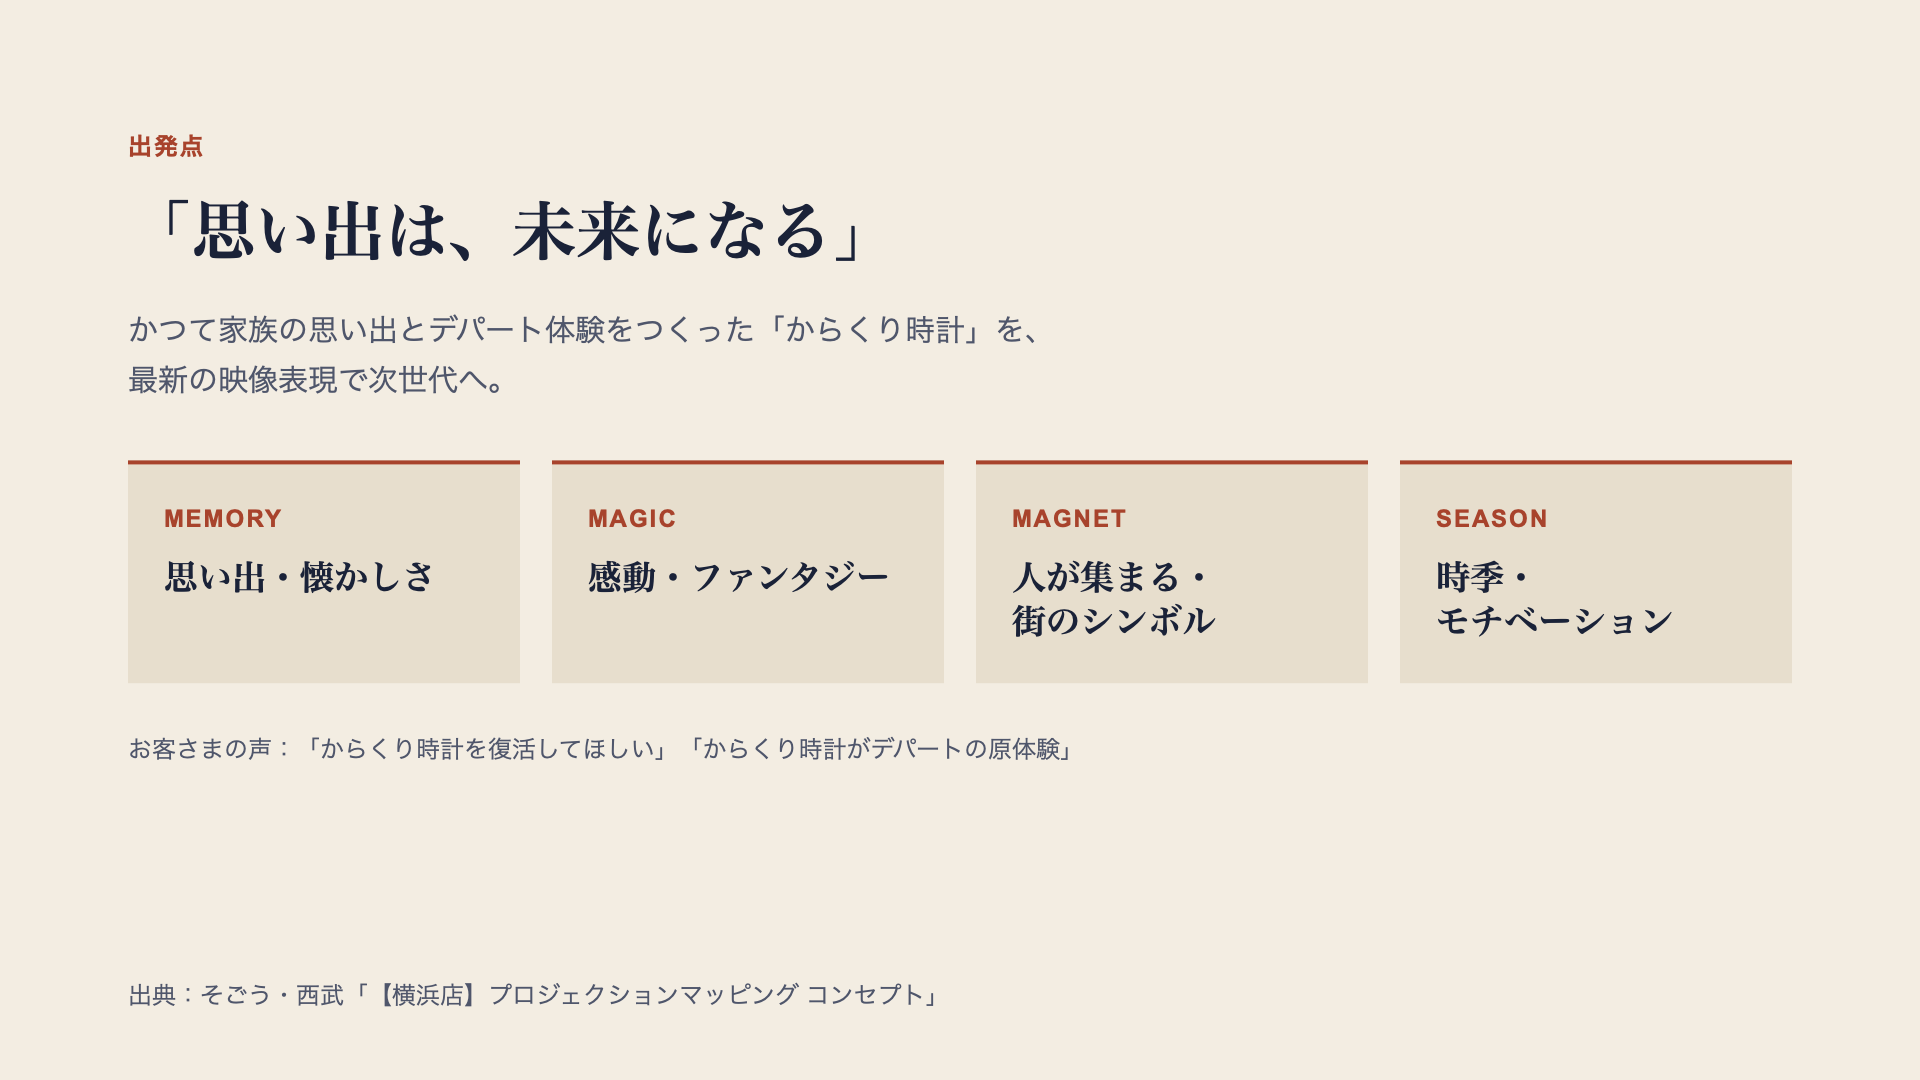 出発点
「思い出は、未来になる」
かつて家族の思い出とデパート体験をつくった「からくり時計」を、
最新の映像表現で次世代へ。
MEMORY
思い出・懐かしさ
MAGIC
感動・ファンタジー
MAGNET
人が集まる・
街のシンボル
SEASON
時季・
モチベーション
お客さまの声：「からくり時計を復活してほしい」「からくり時計がデパートの原体験」
出典：そごう・西武「【横浜店】プロジェクションマッピング コンセプト」